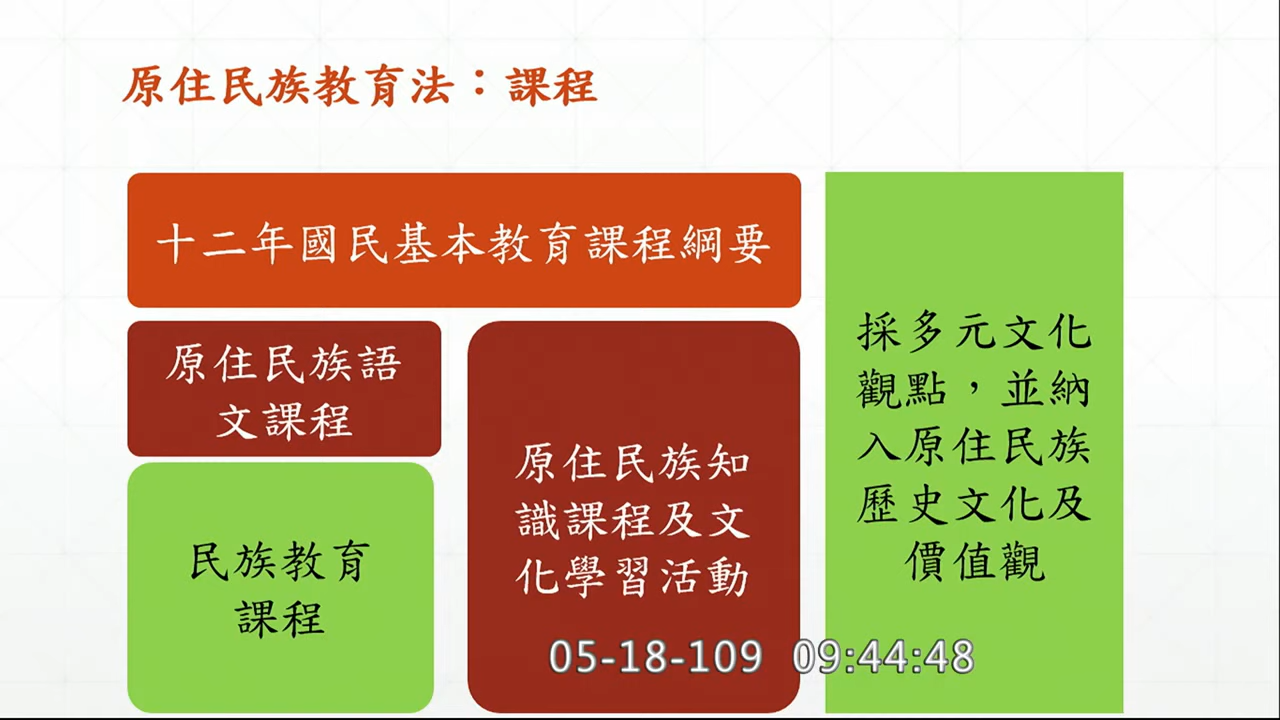 原住民族教育法：課程
十二年國民基本教育課程綱要
原住民族語
文課程
民族教育
課程
原住民族知
識課程及文
化學習活動
採多元文化
觀點，並納
入原住民族
歷史文化及
價值觀
05-18-109 09:44:48